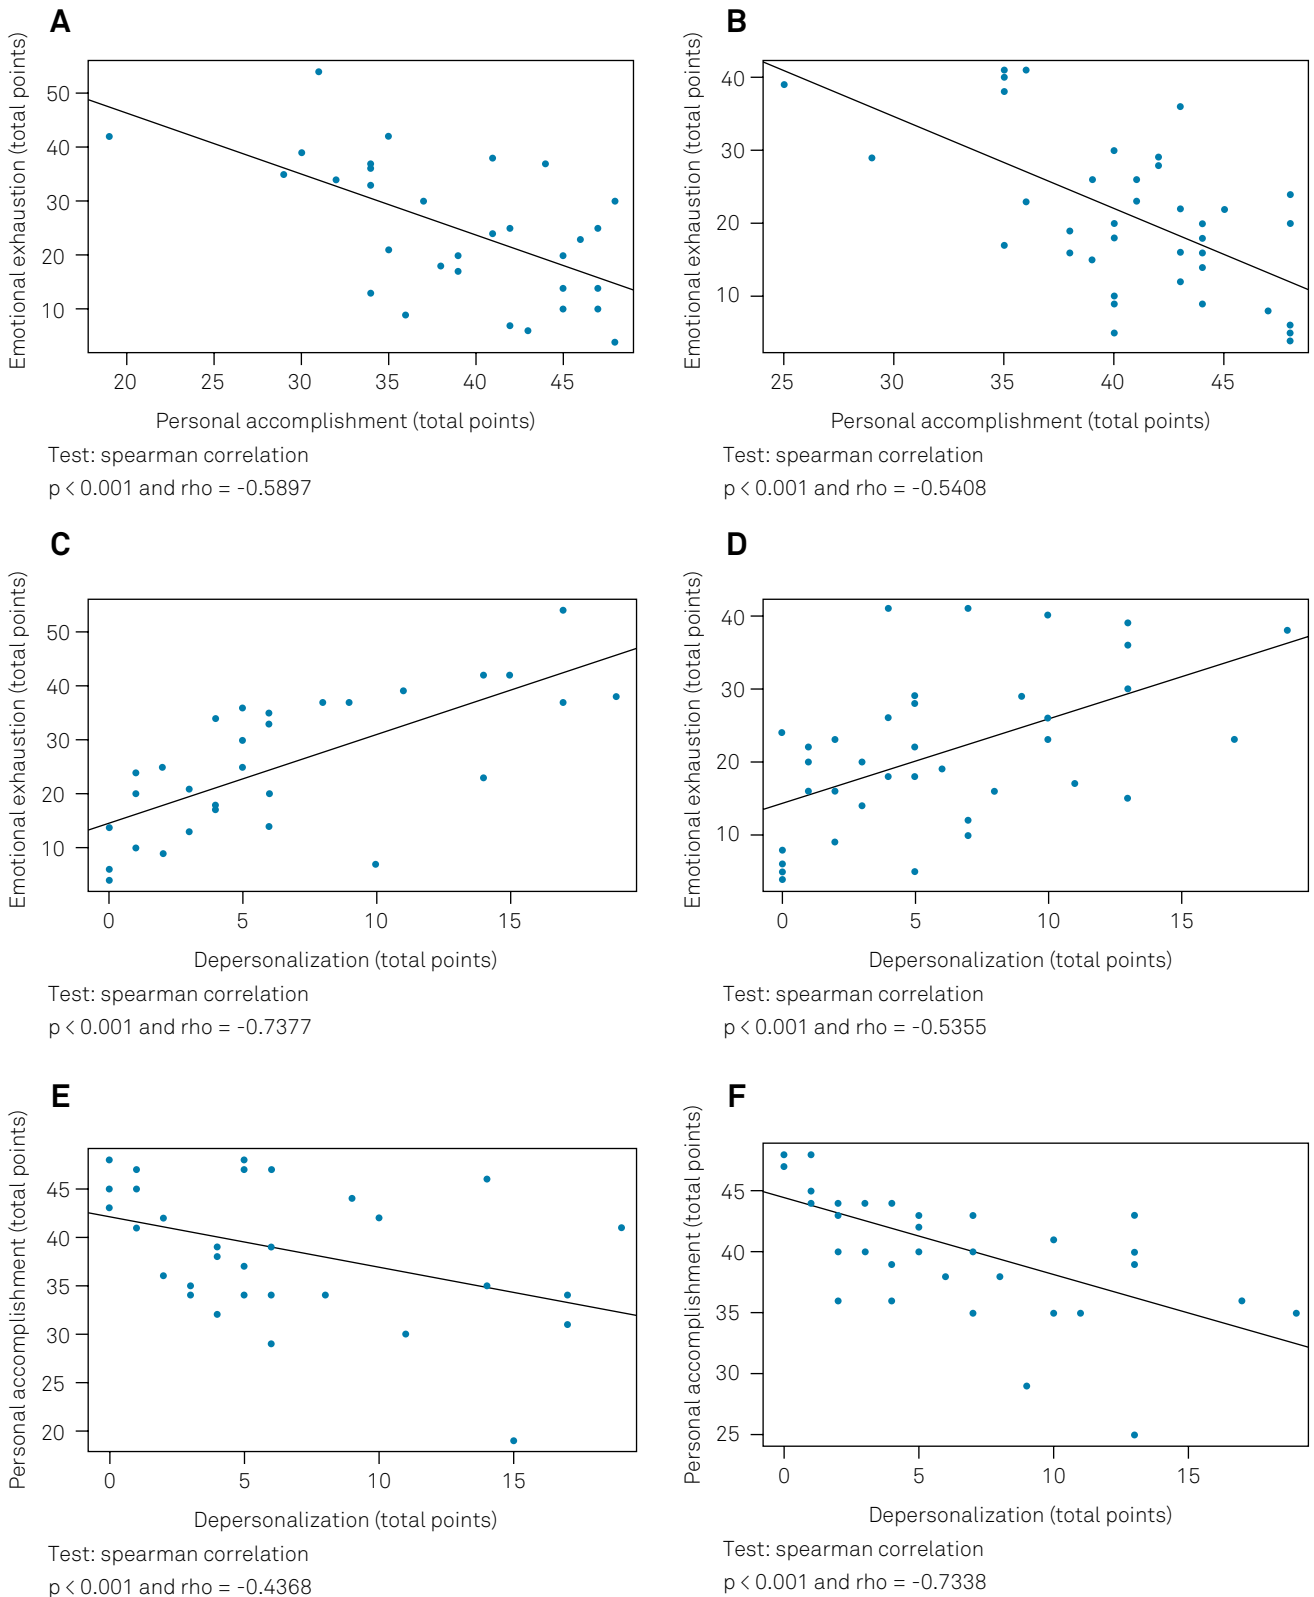 A
Emotional exhaustion (total points)
50
40
30
20
10
20 25 30 35 40 45
Personal accomplishment (total points)
Test: spearman correlation
p < 0.001 and rho = -0.5897
B
Emotional exhaustion (total points)
40
30
20
10
25 30 35 40 45
Personal accomplishment (total points)
Test: spearman correlation
p < 0.001 and rho = -0.5408
C
Emotional exhaustion (total points)
50
40
30
20
10
0 5 10 15
Depersonalization (total points)
Test: spearman correlation
p < 0.001 and rho = -0.7377
D
Emotional exhaustion (total points)
40
30
20
10
0 5 10 15
Depersonalization (total points)
Test: spearman correlation
p < 0.001 and rho = -0.5355
E
Personal accomplishment (total points)
45
40
35
30
25
20
0 5 10 15
Depersonalization (total points)
Test: spearman correlation
p < 0.001 and rho = -0.4368
F
Personal accomplishment (total points)
45
40
35
30
25
0 5 10 15
Depersonalization (total points)
Test: spearman correlation
p < 0.001 and rho = -0.7338